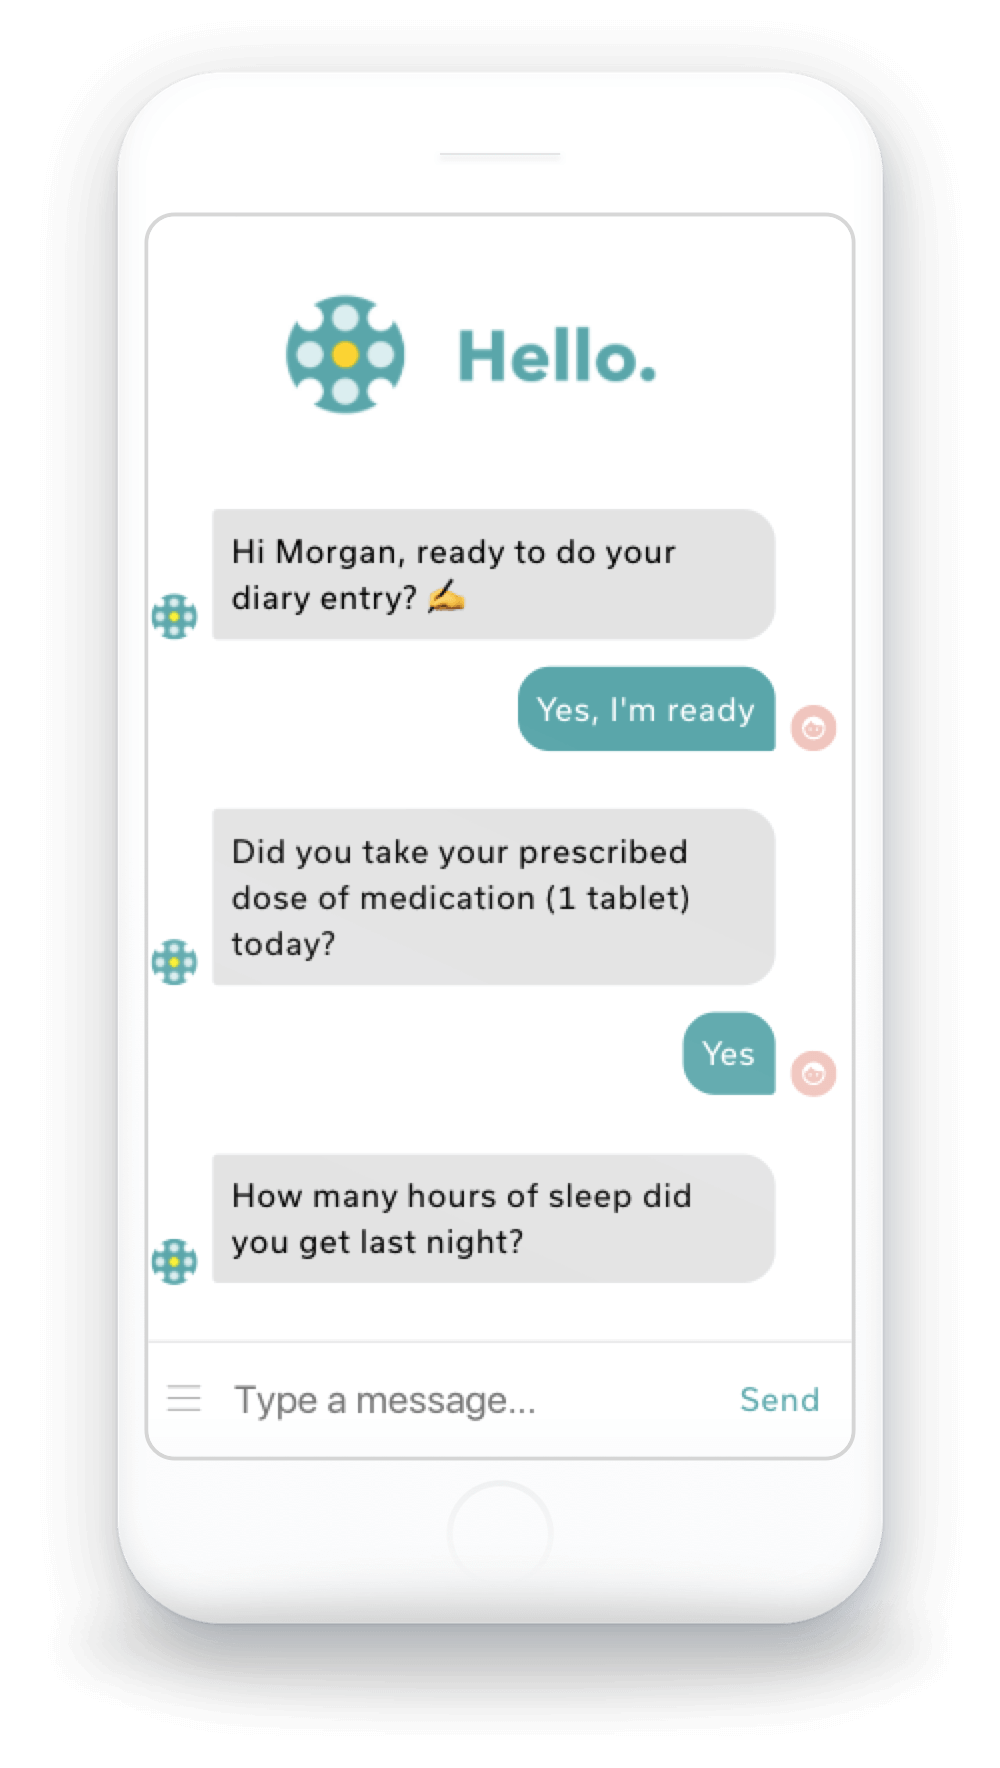 Hello.
Hi Morgan, ready to do your
diary entry? ✍️
Yes, I'm ready
Did you take your prescribed
dose of medication (1 tablet)
today?
Yes
How many hours of sleep did
you get last night?
Type a message...
Send